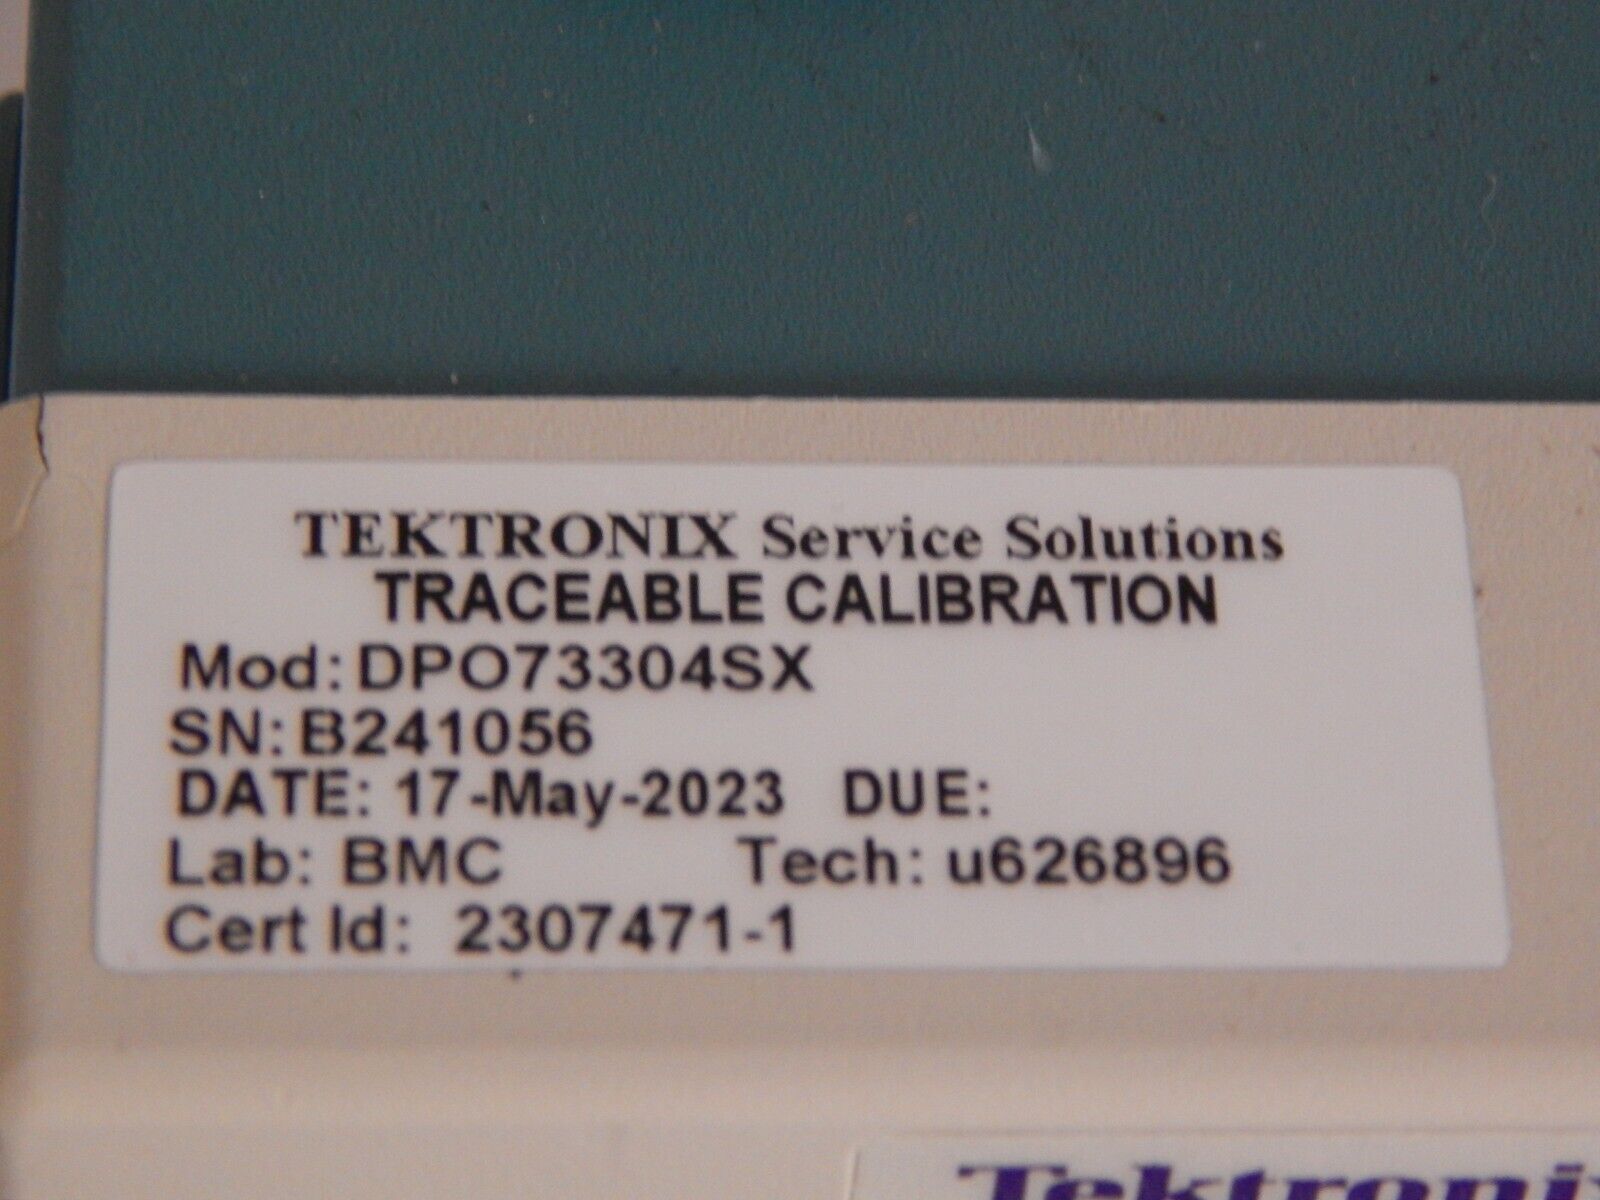 TEKTRONIX Service Solutions
TRACEABLE CALIBRATION
Mod: DPO73304SX
SN: B241056
DATE: 17-May-2023 DUE:
Lab: BMC Tech: u626896
Cert Id: 2307471-1
Tektronix